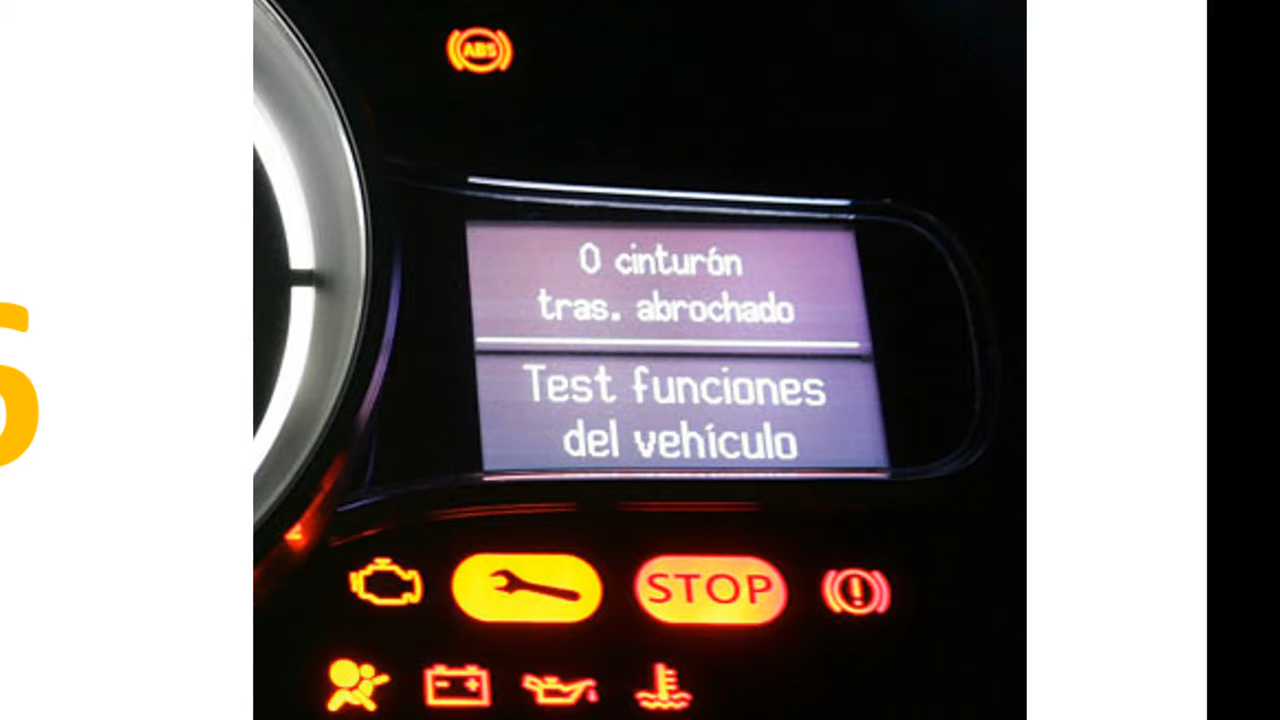 ABS
0 cinturón
tras. abrochado
Test funciones
del vehículo
STOP